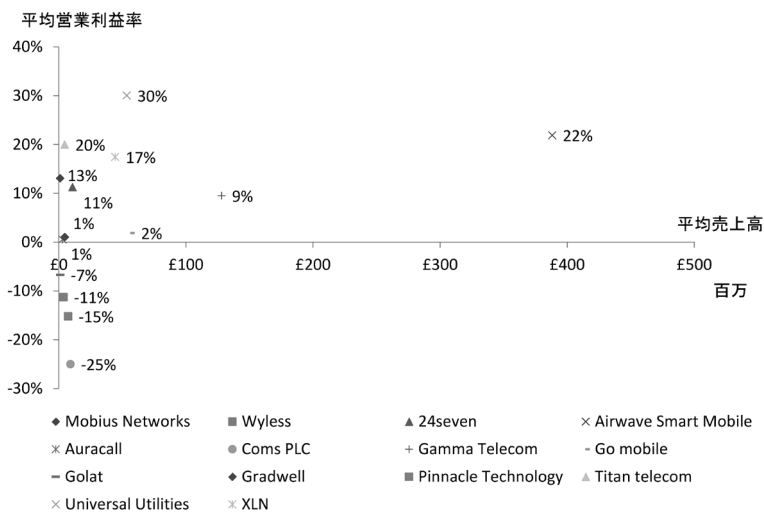 平均営業利益率
40%
30%
30%
22%
20%
20%
17%
13%
11%
10%
9%
1%
平均売上高
2%
0%
1%
£0
£100
£200
£300
£400
£500
-7%
百万
-10%
-11%
-15%
-20%
-25%
-30%
Mobius Networks
Wyless
24seven
Airwave Smart Mobile
Auracall
Coms PLC
Gamma Telecom
Go mobile
Golat
Gradwell
Pinnacle Technology
Titan telecom
Universal Utilities
XLN